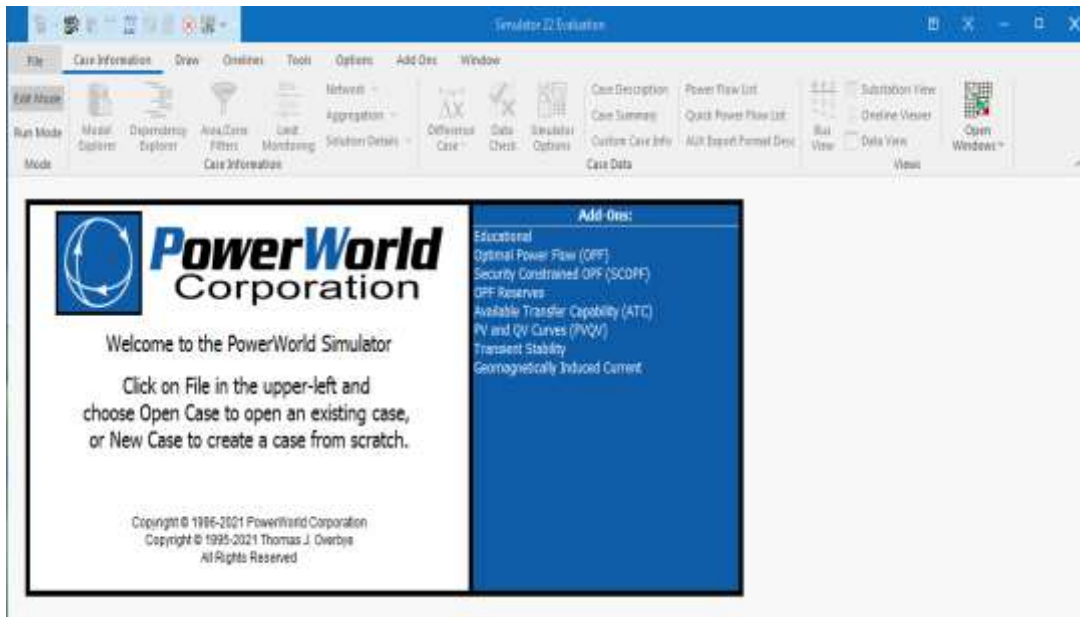 Simulator 22 Evaluation
File Case Information Draw Onelines Tools Options Add Ons Window
Edit Mode
Run Mode
Mode
Model Explorer
Dependency Explorer
Area/Zone Filters
Limit Monitoring
Network
Aggregation
Solution Details
Case Information
Difference Case
Data Check
Simulator Options
Case Description
Case Summary
Custom Case Info
Power Flow List
Quick Power Flow List
AUX Export Format Desc
Case Data
Bus View
Substation View
Oneline Viewer
Data View
Open Windows
Views
PowerWorld
Corporation
Welcome to the PowerWorld Simulator
Click on File in the upper-left and
choose Open Case to open an existing case,
or New Case to create a case from scratch.
Copyright © 1996-2021 PowerWorld Corporation
Copyright © 1995-2021 Thomas J. Overbye
All Rights Reserved
Add-Ons:
Educational
Optimal Power Flow (OPF)
Security Constrained OPF (SCOPF)
OPF Reserves
Available Transfer Capability (ATC)
PV and QV Curves (PVQV)
Transient Stability
Geomagnetically Induced Current